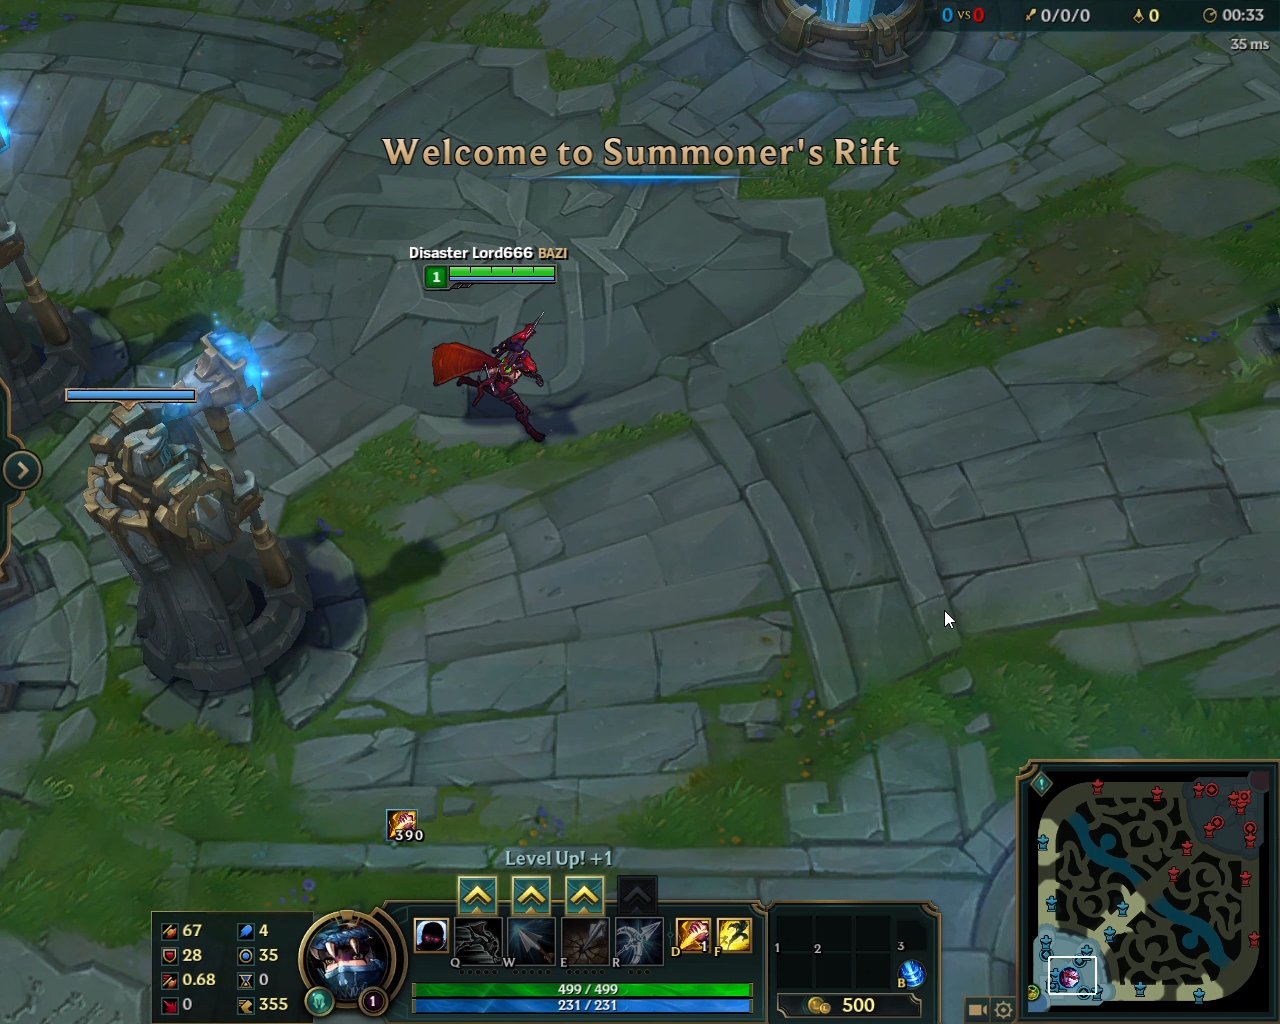 0 vs 0 0/0/0 0 00:33
35 ms
Welcome to Summoner's Rift
Disaster Lord666 BAZI
1
390
Level Up! +1
67 4
28 35
0.68 0
0 355
1
Q W E R D 1 F
499 / 499
231 / 231
1 2 3
B
500